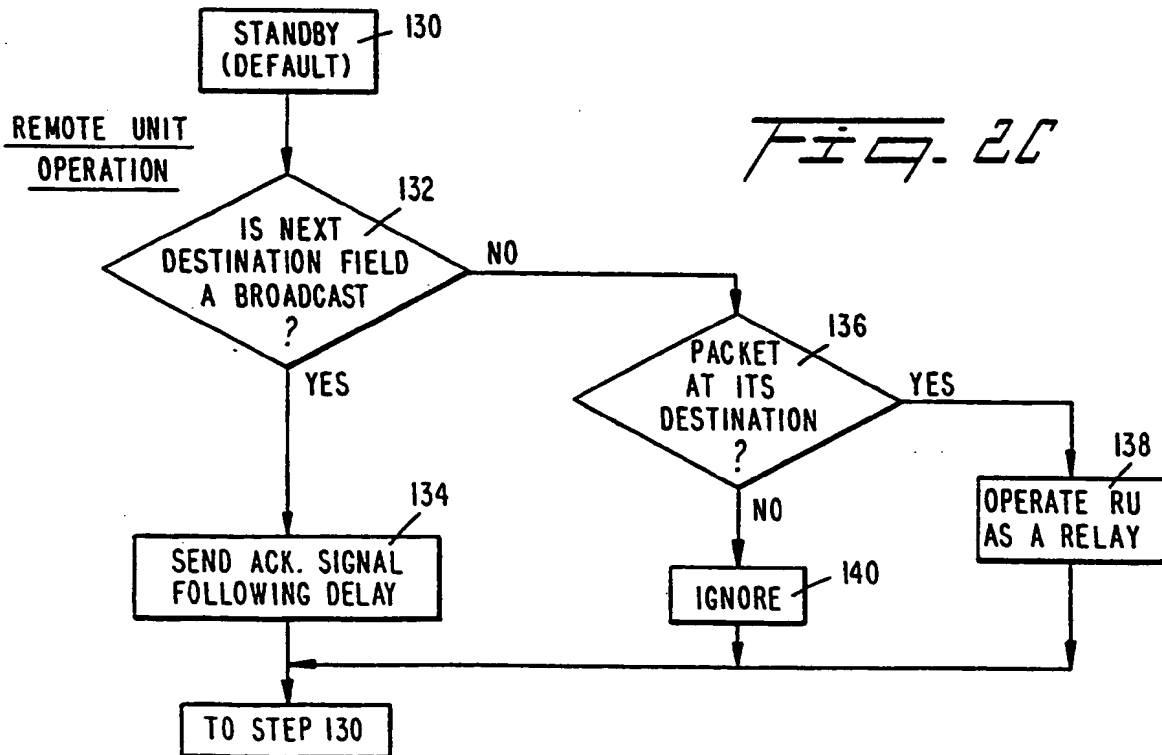 STANDBY
(DEFAULT)
130
REMOTE UNIT
OPERATION
Fig. 2C
IS NEXT
DESTINATION FIELD
A BROADCAST
?
132
NO
YES
PACKET
AT ITS
DESTINATION
?
136
YES
NO
SEND ACK. SIGNAL
FOLLOWING DELAY
134
IGNORE
140
OPERATE RU
AS A RELAY
138
TO STEP 130